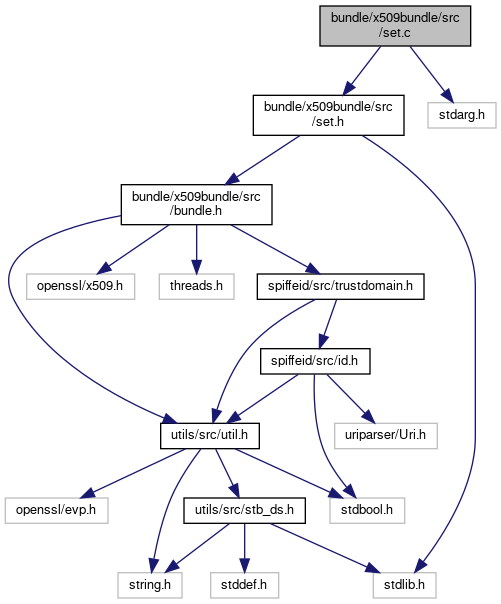 bundle/x509bundle/src
/set.c
bundle/x509bundle/src
/set.h
stdarg.h
bundle/x509bundle/src
/bundle.h
openssl/x509.h
threads.h
spiffeid/src/trustdomain.h
spiffeid/src/id.h
utils/src/util.h
uriparser/Uri.h
openssl/evp.h
utils/src/stb_ds.h
stdbool.h
string.h
stddef.h
stdlib.h